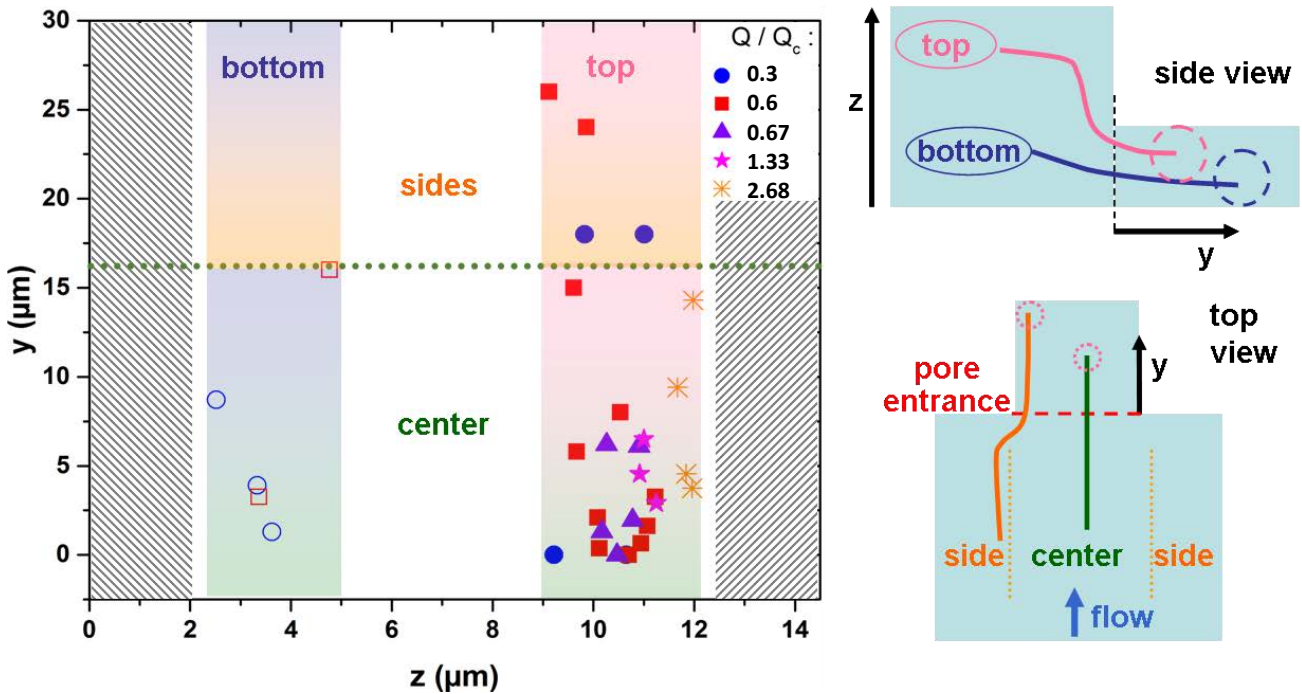 30
25
20
15
10
5
0
y (µm)
0
2
4
6
8
10
12
14
z (µm)
bottom
top
sides
center
Q / Qc :
0.3
0.6
0.67
1.33
2.68
z
top
bottom
side view
y
top
view
y
pore
entrance
side
center
side
flow